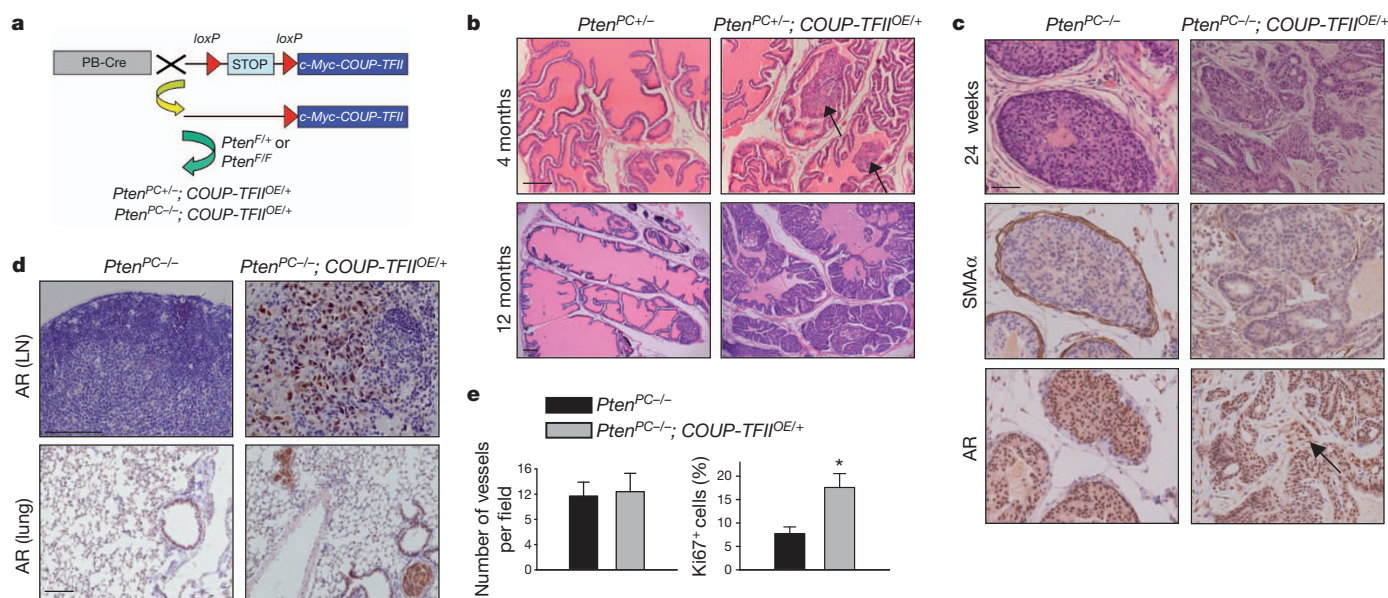 a
loxP loxP
PB-Cre STOP c-Myc-COUP-TFII
c-Myc-COUP-TFII
Pten^F/+ or
Pten^F/F
Pten^PC+/–; COUP-TFII^OE/+
Pten^PC–/–; COUP-TFII^OE/+
b
Pten^PC+/– Pten^PC+/–; COUP-TFII^OE/+
4 months
12 months
c
Pten^PC–/– Pten^PC–/–; COUP-TFII^OE/+
24 weeks
SMAα
AR
d
Pten^PC–/– Pten^PC–/–; COUP-TFII^OE/+
AR (LN)
AR (lung)
e
Pten^PC–/–
Pten^PC–/–; COUP-TFII^OE/+
Number of vessels
per field
16
12
5
12
0
Ki67⁺ cells (%)
20
15
10
5
0
*